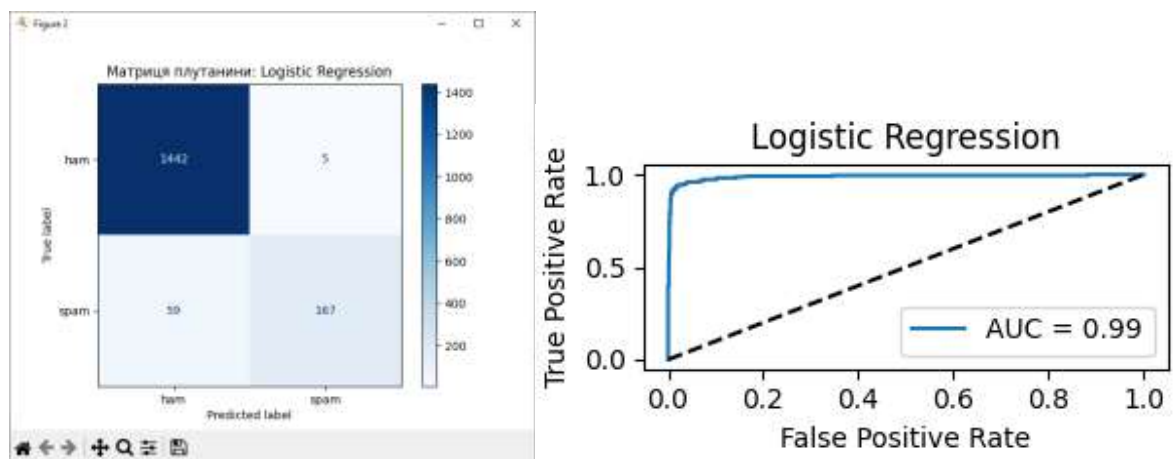 Figure 2
Матриця плутанини: Logistic Regression
1400
1200
1000
800
600
400
200
ham
1442
5
True label
spam
59
167
ham
spam
Predicted label
Logistic Regression
True Positive Rate
1.0
0.5
0.0
AUC = 0.99
0.0
0.2
0.4
0.6
0.8
1.0
False Positive Rate